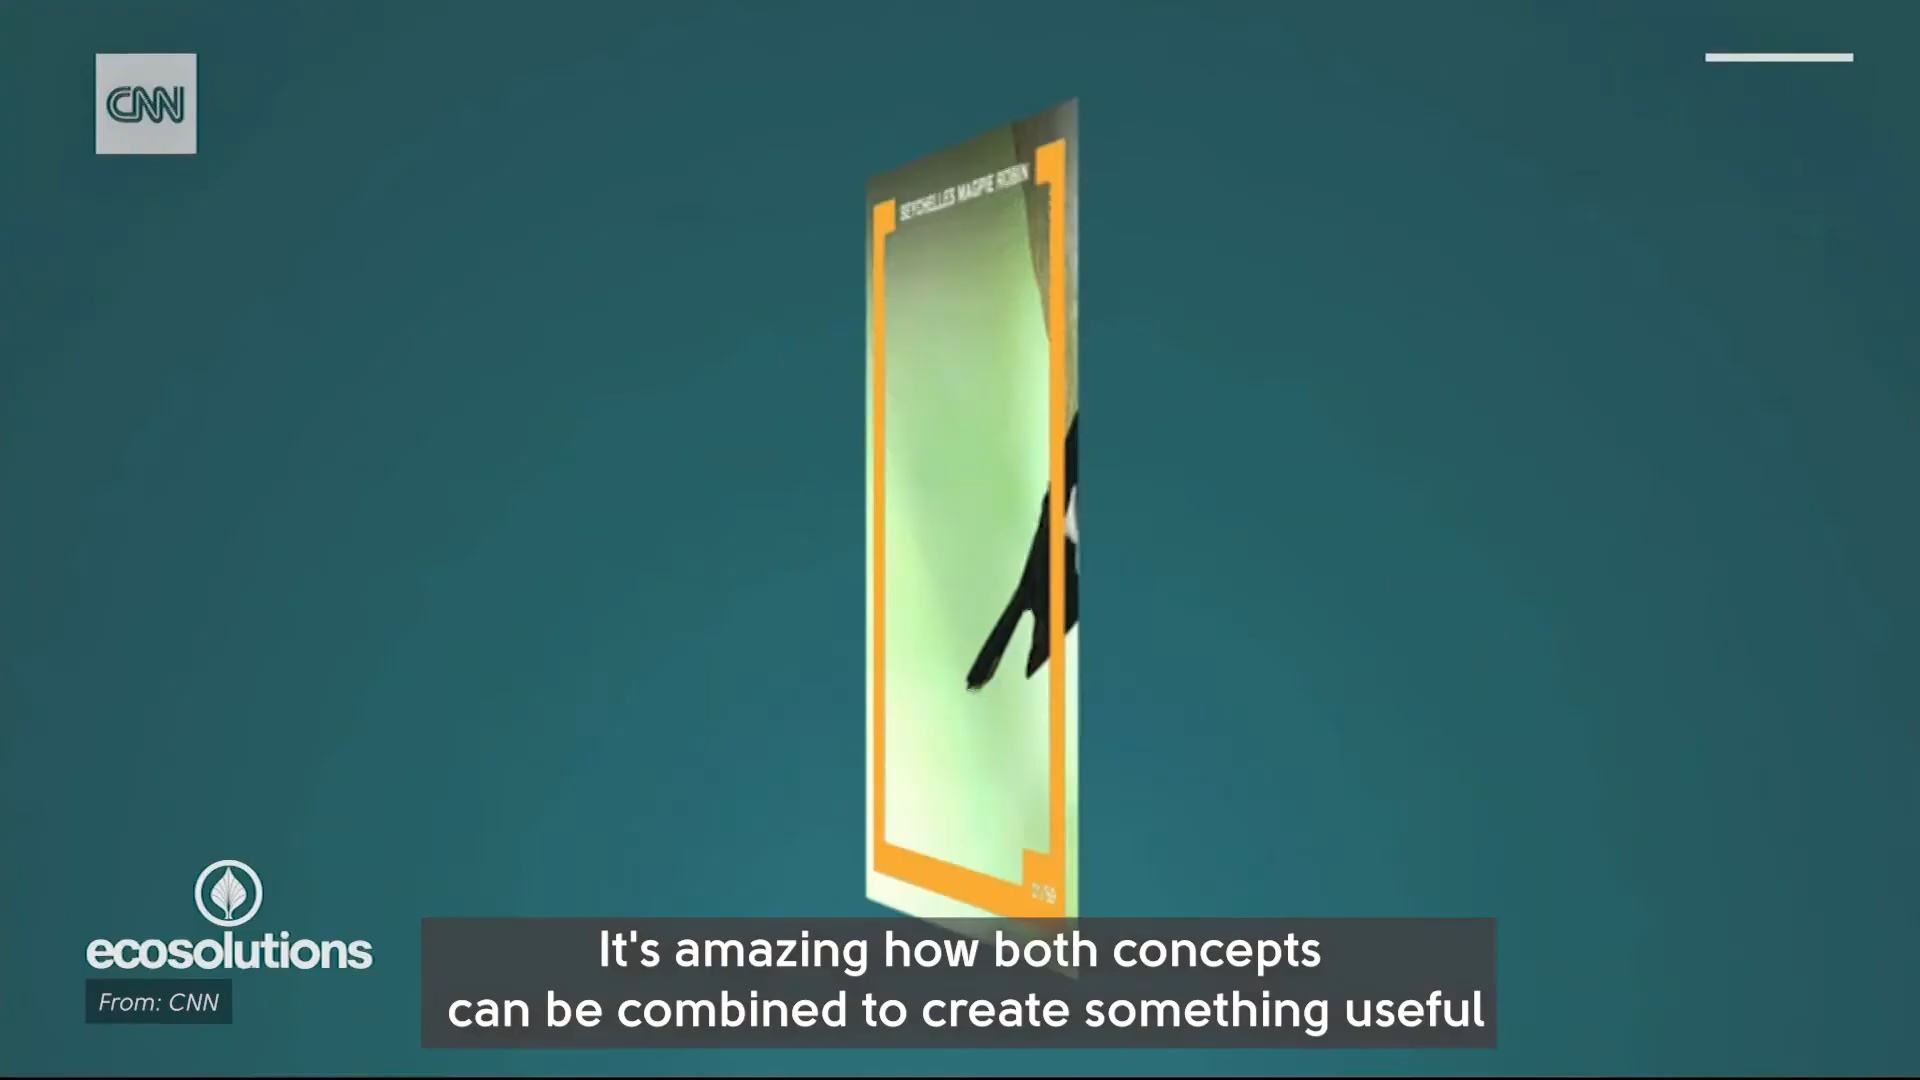 CNN
SEYCHELLES MAGPIE ROBIN
ecosolutions
From: CNN
It's amazing how both concepts
can be combined to create something useful